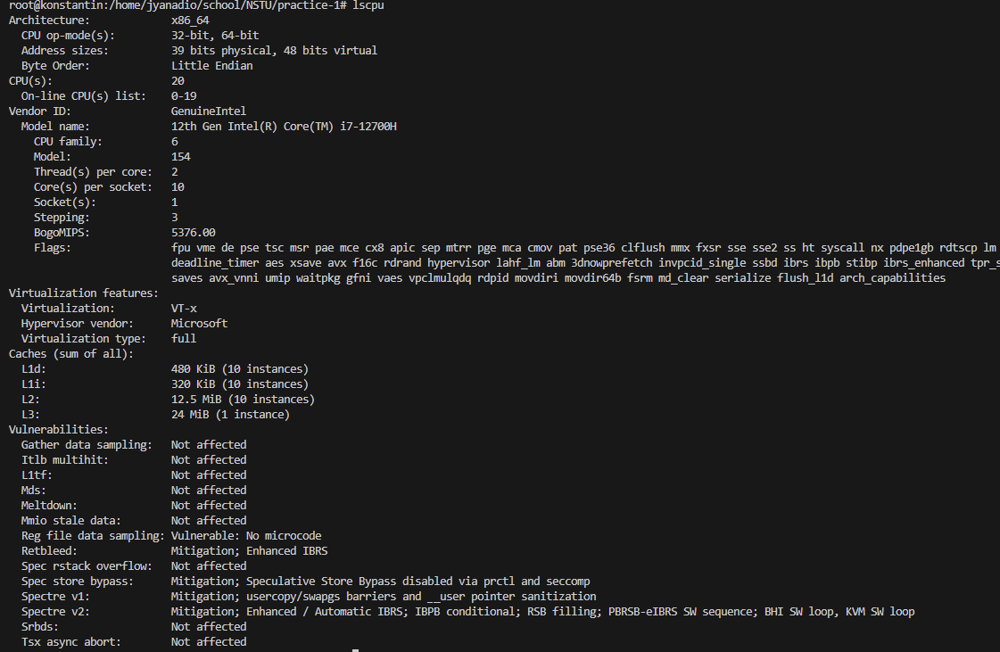 root@konstantin:/home/jyanadio/school/NSTU/practice-1# lscpu
Architecture: x86_64
CPU op-mode(s): 32-bit, 64-bit
Address sizes: 39 bits physical, 48 bits virtual
Byte Order: Little Endian
CPU(s): 20
On-line CPU(s) list: 0-19
Vendor ID: GenuineIntel
Model name: 12th Gen Intel(R) Core(TM) i7-12700H
CPU family: 6
Model: 154
Thread(s) per core: 2
Core(s) per socket: 10
Socket(s): 1
Stepping: 3
BogoMIPS: 5376.00
Flags: fpu vme de pse tsc msr pae mce cx8 apic sep mtrr pge mca cmov pat pse36 clflush mmx fxsr sse sse2 ss ht syscall nx pdpe1gb rdtscp lm
deadline_timer aes xsave avx f16c rdrand hypervisor lahf_lm abm 3dnowprefetch invpcid_single ssbd ibrs ibpb stibp ibrs_enhanced tpr_s
saves avx_vnni umip waitpkg gfni vaes vpclmulqdq rdpid movdiri movdir64b fsrm md_clear serialize flush_l1d arch_capabilities
Virtualization features:
Virtualization: VT-x
Hypervisor vendor: Microsoft
Virtualization type: full
Caches (sum of all):
L1d: 480 KiB (10 instances)
L1i: 320 KiB (10 instances)
L2: 12.5 MiB (10 instances)
L3: 24 MiB (1 instance)
Vulnerabilities:
Gather data sampling: Not affected
Itlb multihit: Not affected
L1tf: Not affected
Mds: Not affected
Meltdown: Not affected
Mmio stale data: Not affected
Reg file data sampling: Vulnerable: No microcode
Retbleed: Mitigation; Enhanced IBRS
Spec rstack overflow: Not affected
Spec store bypass: Mitigation; Speculative Store Bypass disabled via prctl and seccomp
Spectre v1: Mitigation; usercopy/swapgs barriers and __user pointer sanitization
Spectre v2: Mitigation; Enhanced / Automatic IBRS; IBPB conditional; RSB filling; PBRSB-eIBRS SW sequence; BHI SW loop, KVM SW loop
Srbds: Not affected
Tsx async abort: Not affected